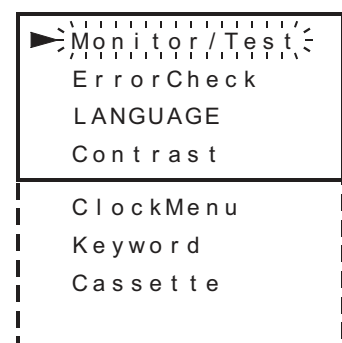 Monitor/Test
ErrorCheck
LANGUAGE
Contrast
ClockMenu
Keyword
Cassette